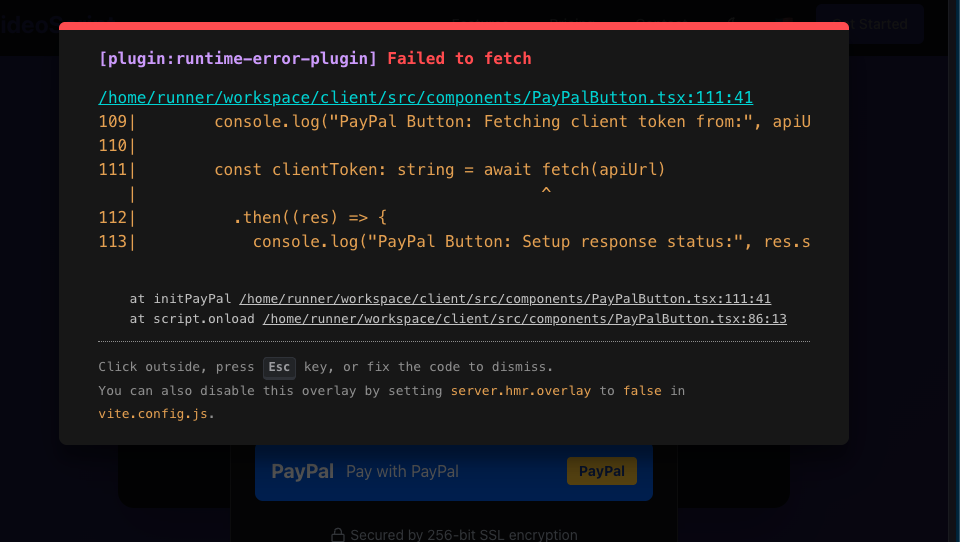 [plugin:runtime-error-plugin] Failed to fetch
/home/runner/workspace/client/src/components/PayPalButton.tsx:111:41
109|        console.log("PayPal Button: Fetching client token from:", apiU
110|
111|        const clientToken: string = await fetch(apiUrl)
   |                                          ^
112|          .then((res) => {
113|            console.log("PayPal Button: Setup response status:", res.s
at initPayPal /home/runner/workspace/client/src/components/PayPalButton.tsx:111:41
at script.onload /home/runner/workspace/client/src/components/PayPalButton.tsx:86:13
Click outside, press Esc key, or fix the code to dismiss.
You can also disable this overlay by setting server.hmr.overlay to false in
vite.config.js.
PayPal Pay with PayPal PayPal
Secured by 256-bit SSL encryption